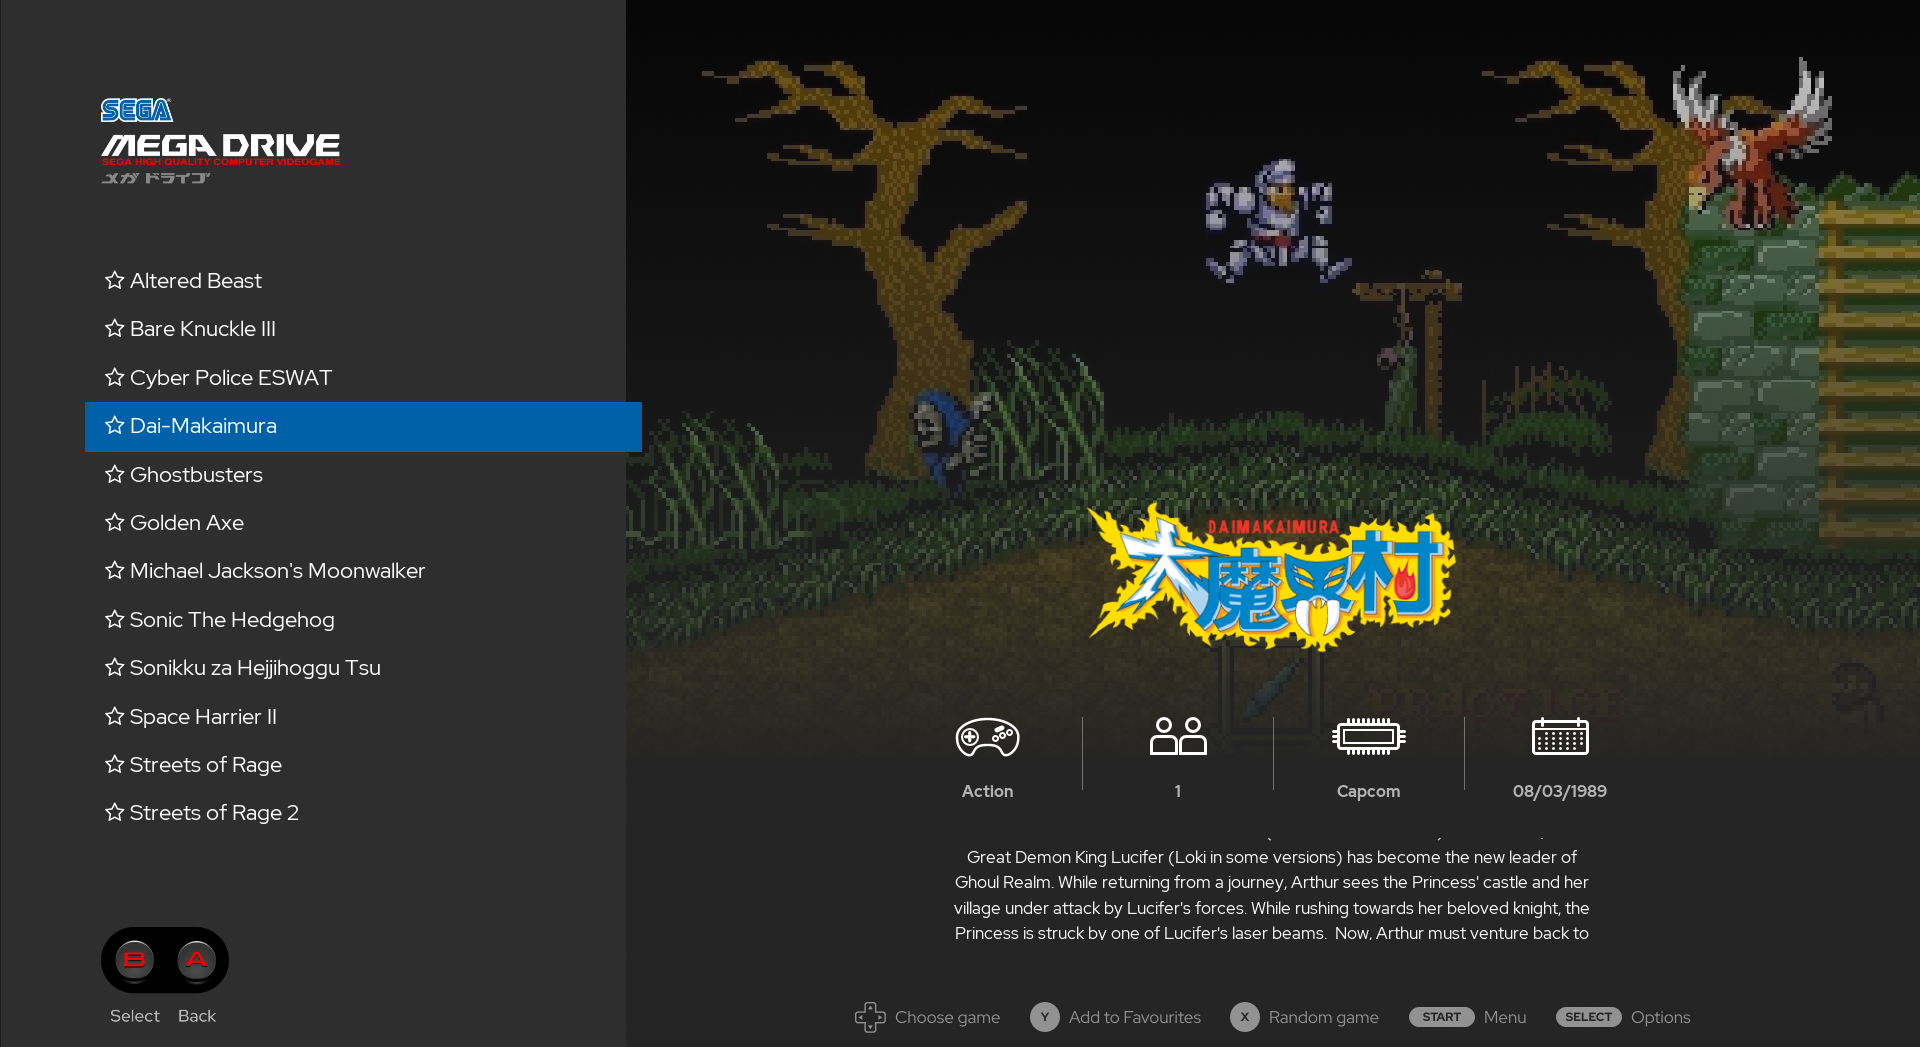 SEGA
MEGA DRIVE
SEGA HIGH QUALITY COMPUTER VIDEOGAME
メガ ドライブ
Altered Beast
Bare Knuckle III
Cyber Police ESWAT
Dai-Makaimura
Ghostbusters
Golden Axe
Michael Jackson's Moonwalker
Sonic The Hedgehog
Sonikku za Hejjihoggu Tsu
Space Harrier II
Streets of Rage
Streets of Rage 2
B A
Select Back
DAIMAKAIMURA
大魔界村
Action 1 Capcom 08/03/1989
Great Demon King Lucifer (Loki in some versions) has become the new leader of
Ghoul Realm. While returning from a journey, Arthur sees the Princess' castle and her
village under attack by Lucifer's forces. While rushing towards her beloved knight, the
Princess is struck by one of Lucifer's laser beams. Now, Arthur must venture back to
Choose game Y Add to Favourites X Random game START Menu SELECT Options